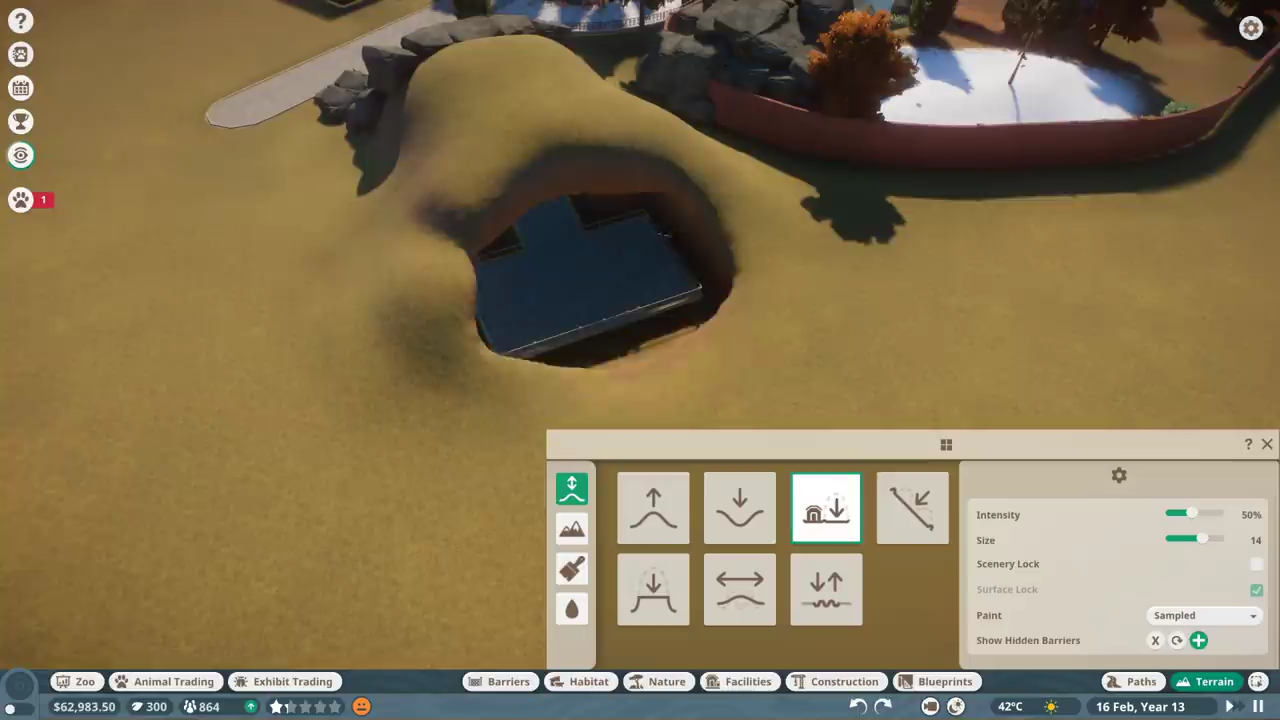 ?
1
? X
Intensity 50%
Size 14
Scenery Lock
Surface Lock
Paint Sampled
Show Hidden Barriers X
Zoo Animal Trading Exhibit Trading Barriers Habitat Nature Facilities Construction Blueprints Paths Terrain
$62,983.50 300 864 42°C 16 Feb, Year 13